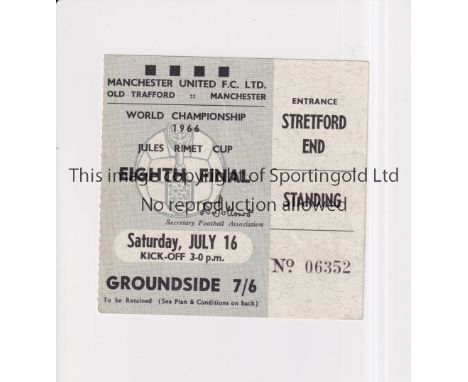 MANCHESTER UNITED F.C. LTD.
OLD TRAFFORD :: MANCHESTER
WORLD CHAMPIONSHIP
1966
JULES RIMET CUP
EIGHTH FINAL
Secretary Football Association
Saturday, JULY 16
KICK-OFF 3-0 p.m.
GROUNDSIDE 7/6
To be Retained (See Plan & Conditions on back)
ENTRANCE
STRETFORD
END
STANDING
No 06352
This image copyright of Sportingold Ltd
No reproduction allowed